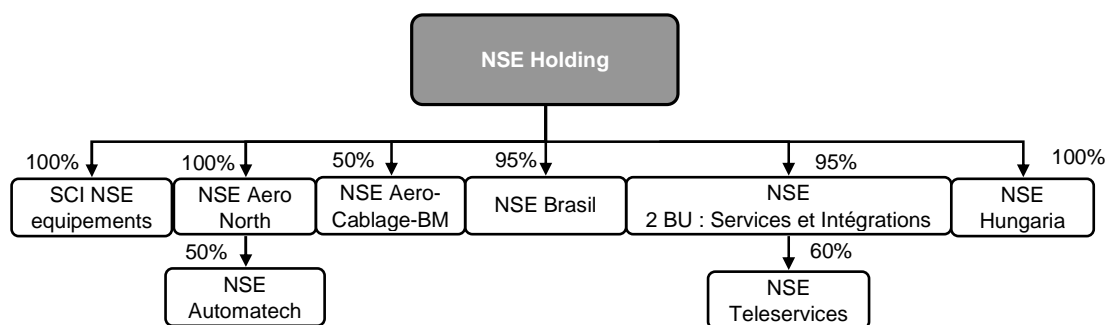 NSE Holding
100%
100%
50%
95%
95%
100%
SCI NSE
equipements
NSE Aero
North
NSE Aero-
Cablage-BM
NSE Brasil
NSE
2 BU : Services et Intégrations
NSE
Hungaria
50%
60%
NSE
Automatech
NSE
Teleservices